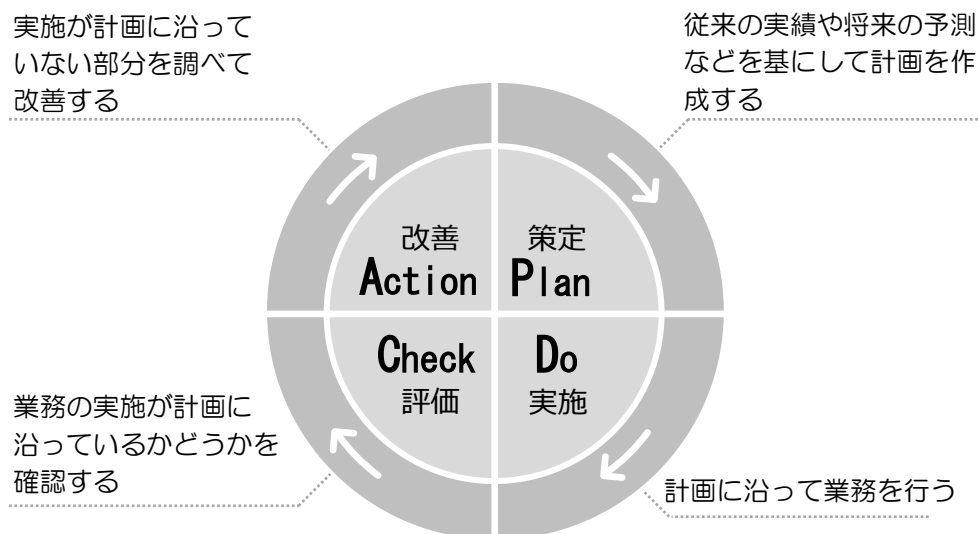 実施が計画に沿って
いない部分を調べて
改善する
従来の実績や将来の予測
などを基にして計画を作
成する
改善
Action
策定
Plan
Check
評価
Do
実施
業務の実施が計画に
沿っているかどうかを
確認する
計画に沿って業務を行う